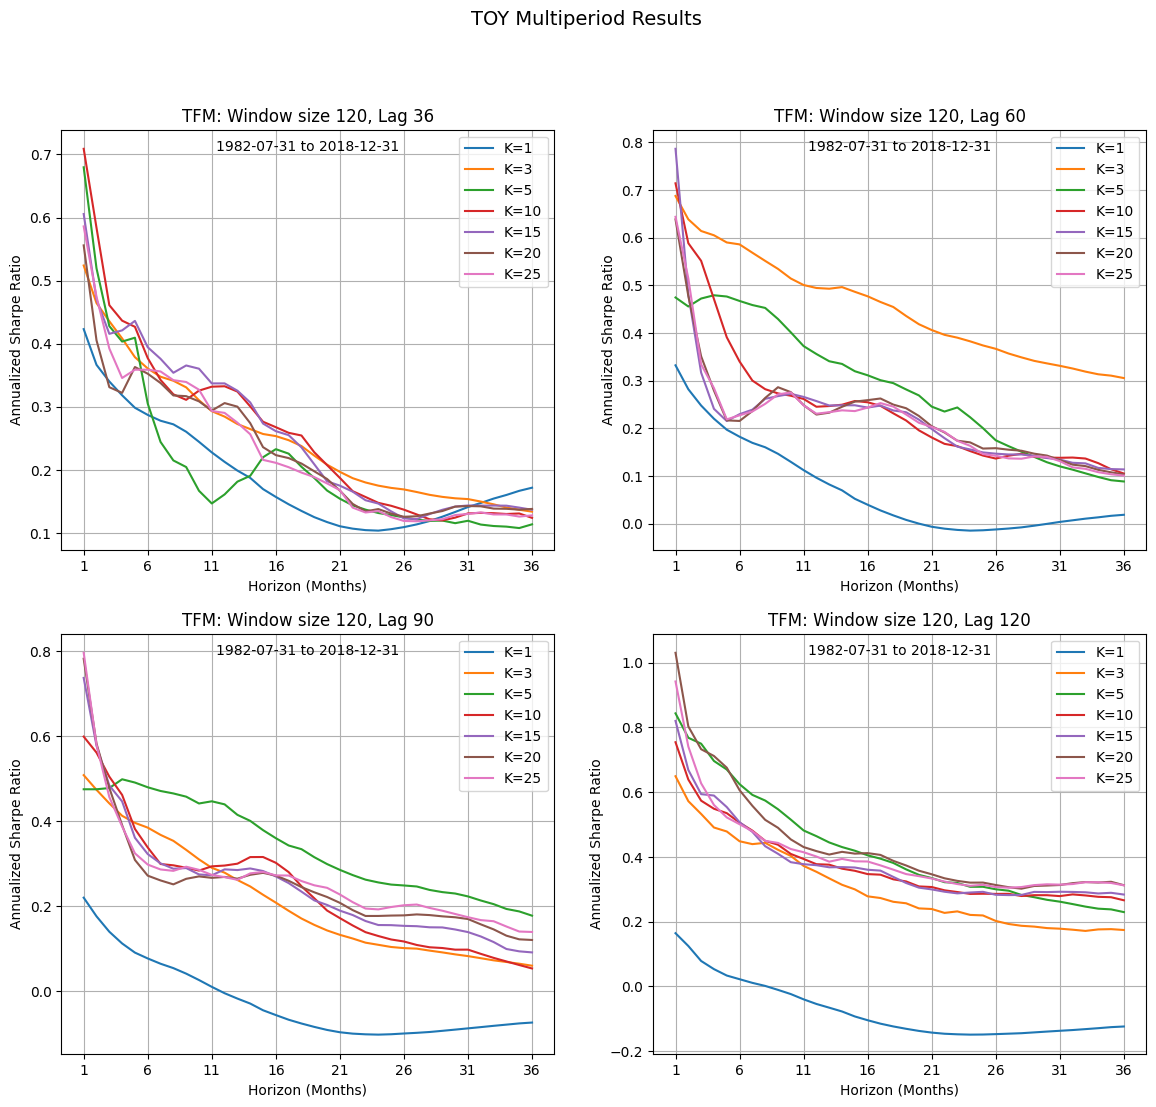 TOY Multiperiod Results
TFM: Window size 120, Lag 36
1982-07-31 to 2018-12-31
K=1
K=3
K=5
K=10
K=15
K=20
K=25
0.7
0.6
0.5
0.4
0.3
0.2
0.1
Annualized Sharpe Ratio
1 6 11 16 21 26 31 36
Horizon (Months)
TFM: Window size 120, Lag 60
1982-07-31 to 2018-12-31
K=1
K=3
K=5
K=10
K=15
K=20
K=25
0.8
0.7
0.6
0.5
0.4
0.3
0.2
0.1
0.0
Annualized Sharpe Ratio
1 6 11 16 21 26 31 36
Horizon (Months)
TFM: Window size 120, Lag 90
1982-07-31 to 2018-12-31
K=1
K=3
K=5
K=10
K=15
K=20
K=25
0.8
0.6
0.4
0.2
0.0
Annualized Sharpe Ratio
1 6 11 16 21 26 31 36
Horizon (Months)
TFM: Window size 120, Lag 120
1982-07-31 to 2018-12-31
K=1
K=3
K=5
K=10
K=15
K=20
K=25
1.0
0.8
0.6
0.4
0.2
0.0
−0.2
Annualized Sharpe Ratio
1 6 11 16 21 26 31 36
Horizon (Months)